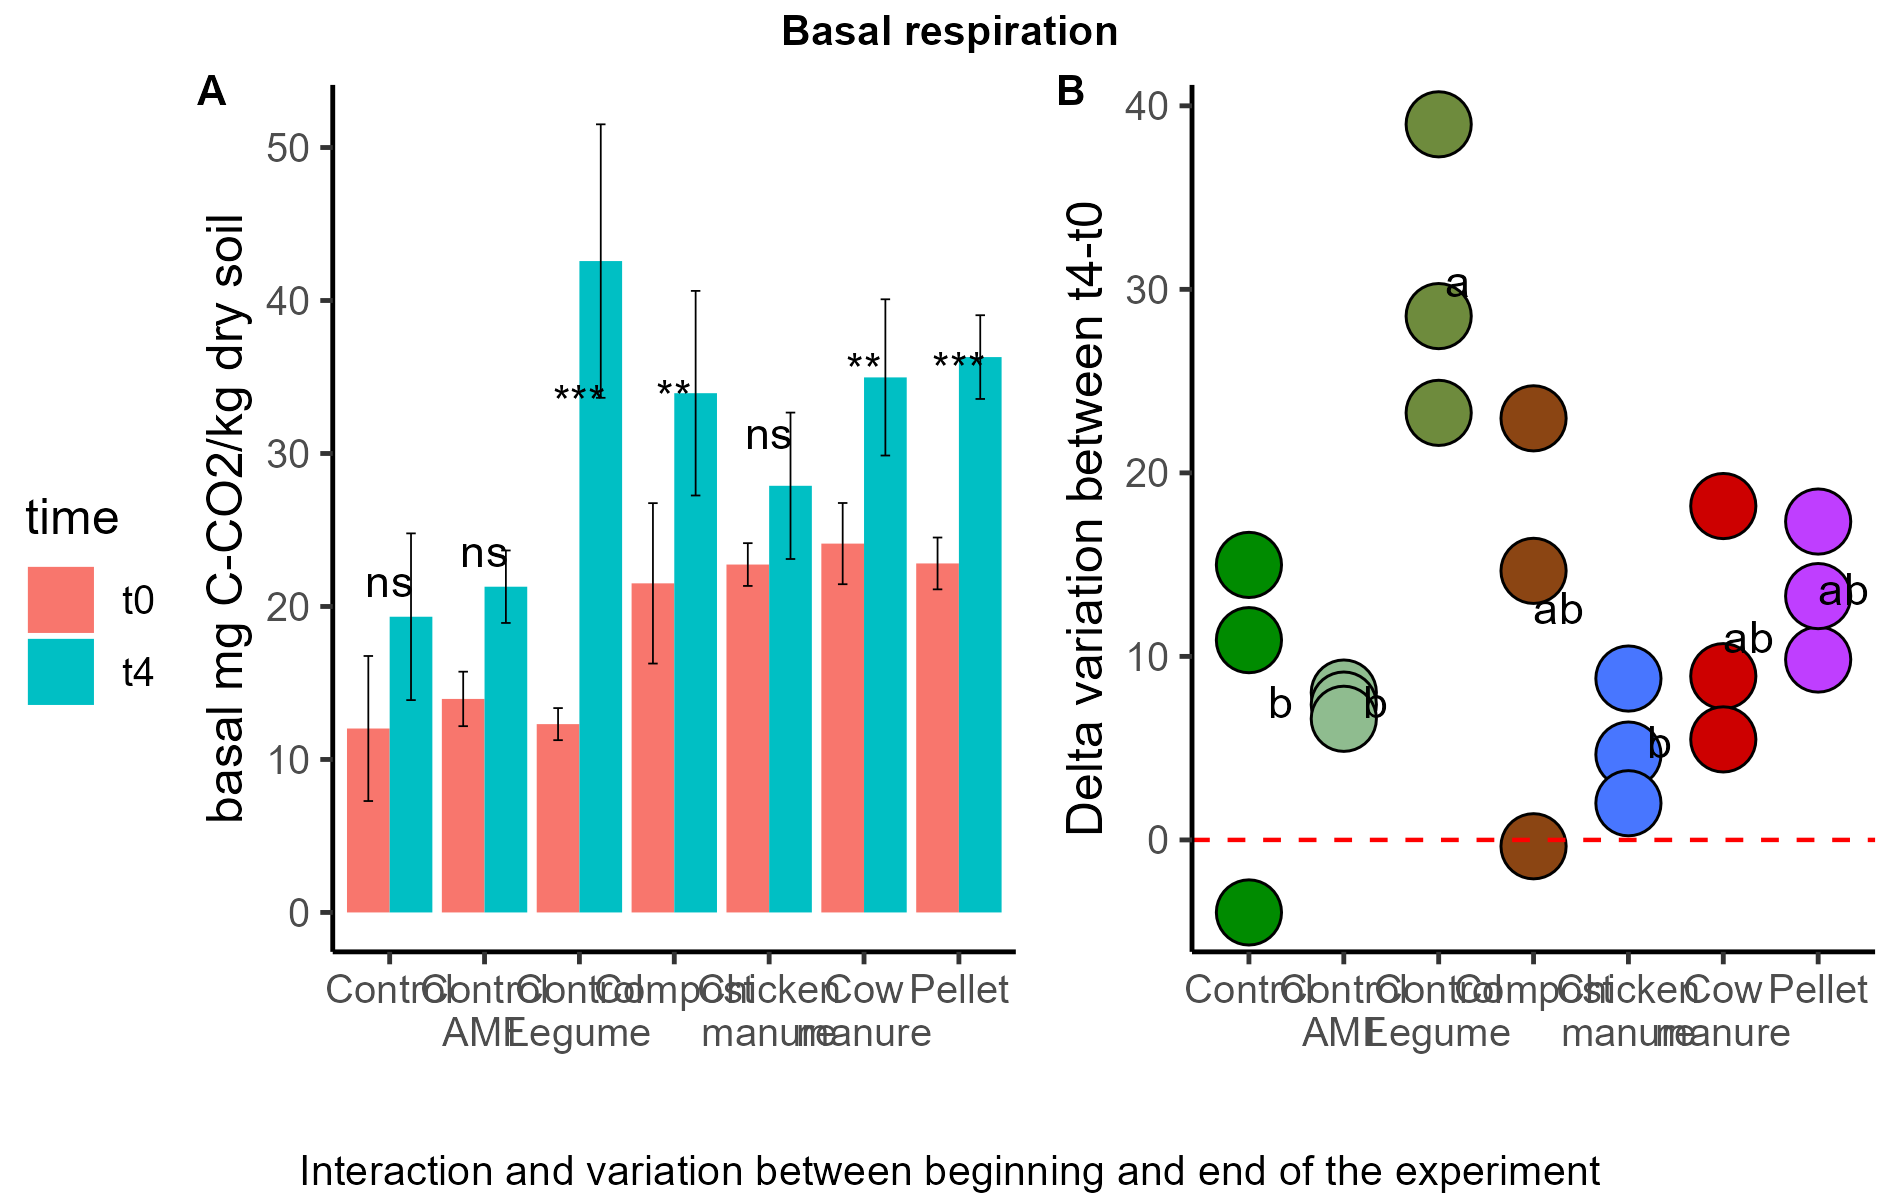 Basal respiration
A
B
basal mg C-CO2/kg dry soil
50
40
30
20
10
0
ns
ns
***
**
ns
**
***
Control
Control
AMF
Control
Legume
Compost
Chicken
manure
Cow
manure
Pellet
time
t0
t4
Delta variation between t4-t0
40
30
20
10
0
b
b
a
ab
b
ab
ab
Control
Control
AMF
Control
Legume
Compost
Chicken
manure
Cow
manure
Pellet
Interaction and variation between beginning and end of the experiment